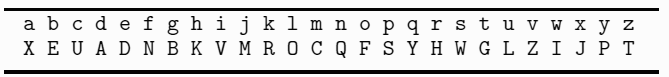 a b c d e f g h i j k l m n o p q r s t u v w x y z
X E U A D N B K V M R O C Q F S Y H W G L Z I J P T